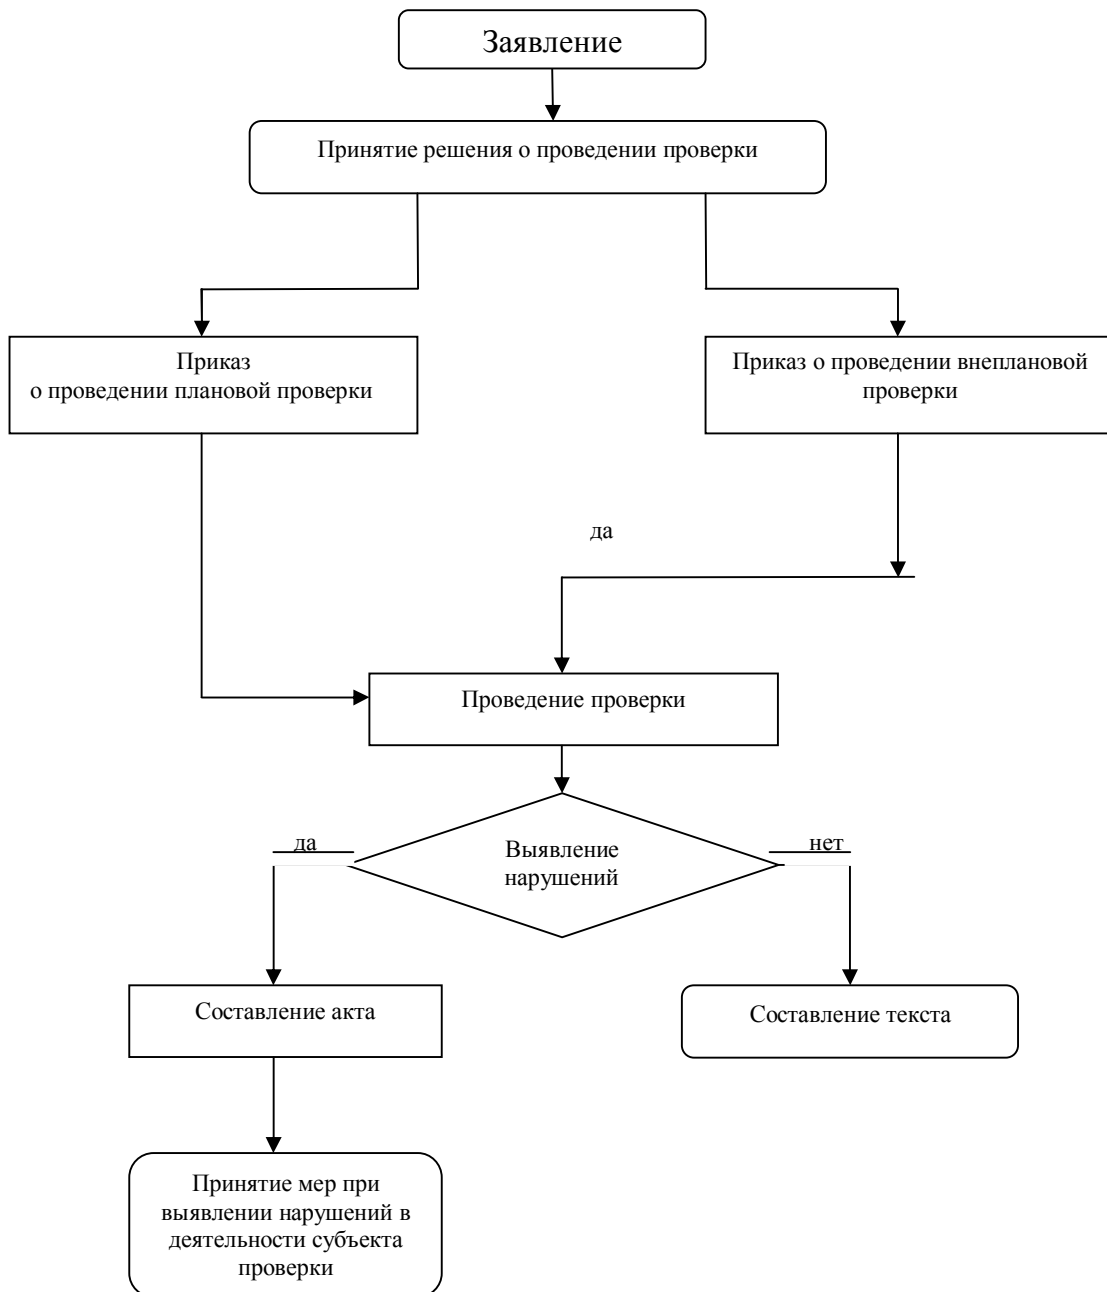 Заявление
Принятие решения о проведении проверки
Приказ
о проведении плановой проверки
Приказ о проведении внеплановой
проверки
да
Проведение проверки
да
Выявление
нарушений
нет
Составление акта
Составление текста
Принятие мер при
выявлении нарушений в
деятельности субъекта
проверки